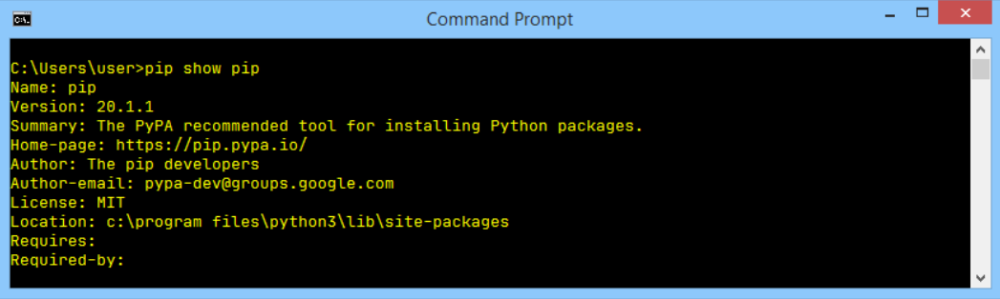 Command Prompt
C:\Users\user>pip show pip
Name: pip
Version: 20.1.1
Summary: The PyPA recommended tool for installing Python packages.
Home-page: https://pip.pypa.io/
Author: The pip developers
Author-email: pypa-dev@groups.google.com
License: MIT
Location: c:\program files\python3\lib\site-packages
Requires:
Required-by: